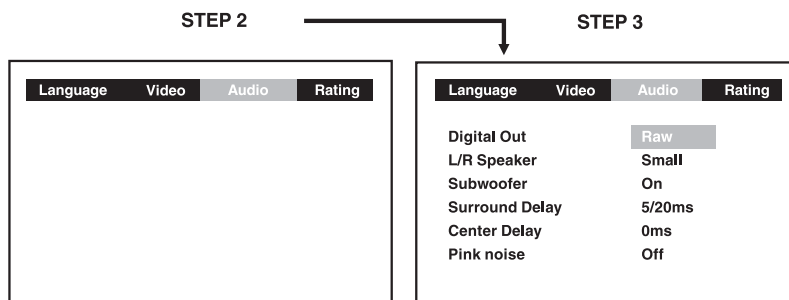 STEP 2
STEP 3
Language Video Audio Rating
Language Video Audio Rating
Digital Out Raw
L/R Speaker Small
Subwoofer On
Surround Delay 5/20ms
Center Delay 0ms
Pink noise Off